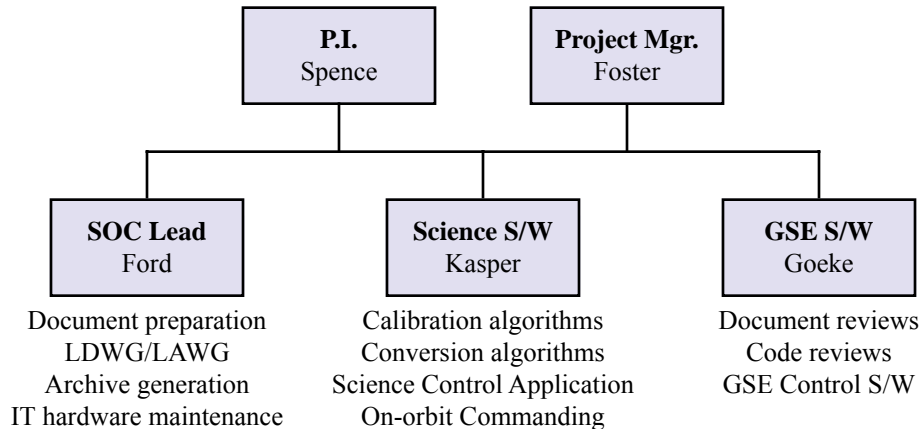 P.I.
Spence
Project Mgr.
Foster
SOC Lead
Ford
Document preparation
LDWG/LAWG
Archive generation
IT hardware maintenance
Science S/W
Kasper
Calibration algorithms
Conversion algorithms
Science Control Application
On-orbit Commanding
GSE S/W
Goeke
Document reviews
Code reviews
GSE Control S/W